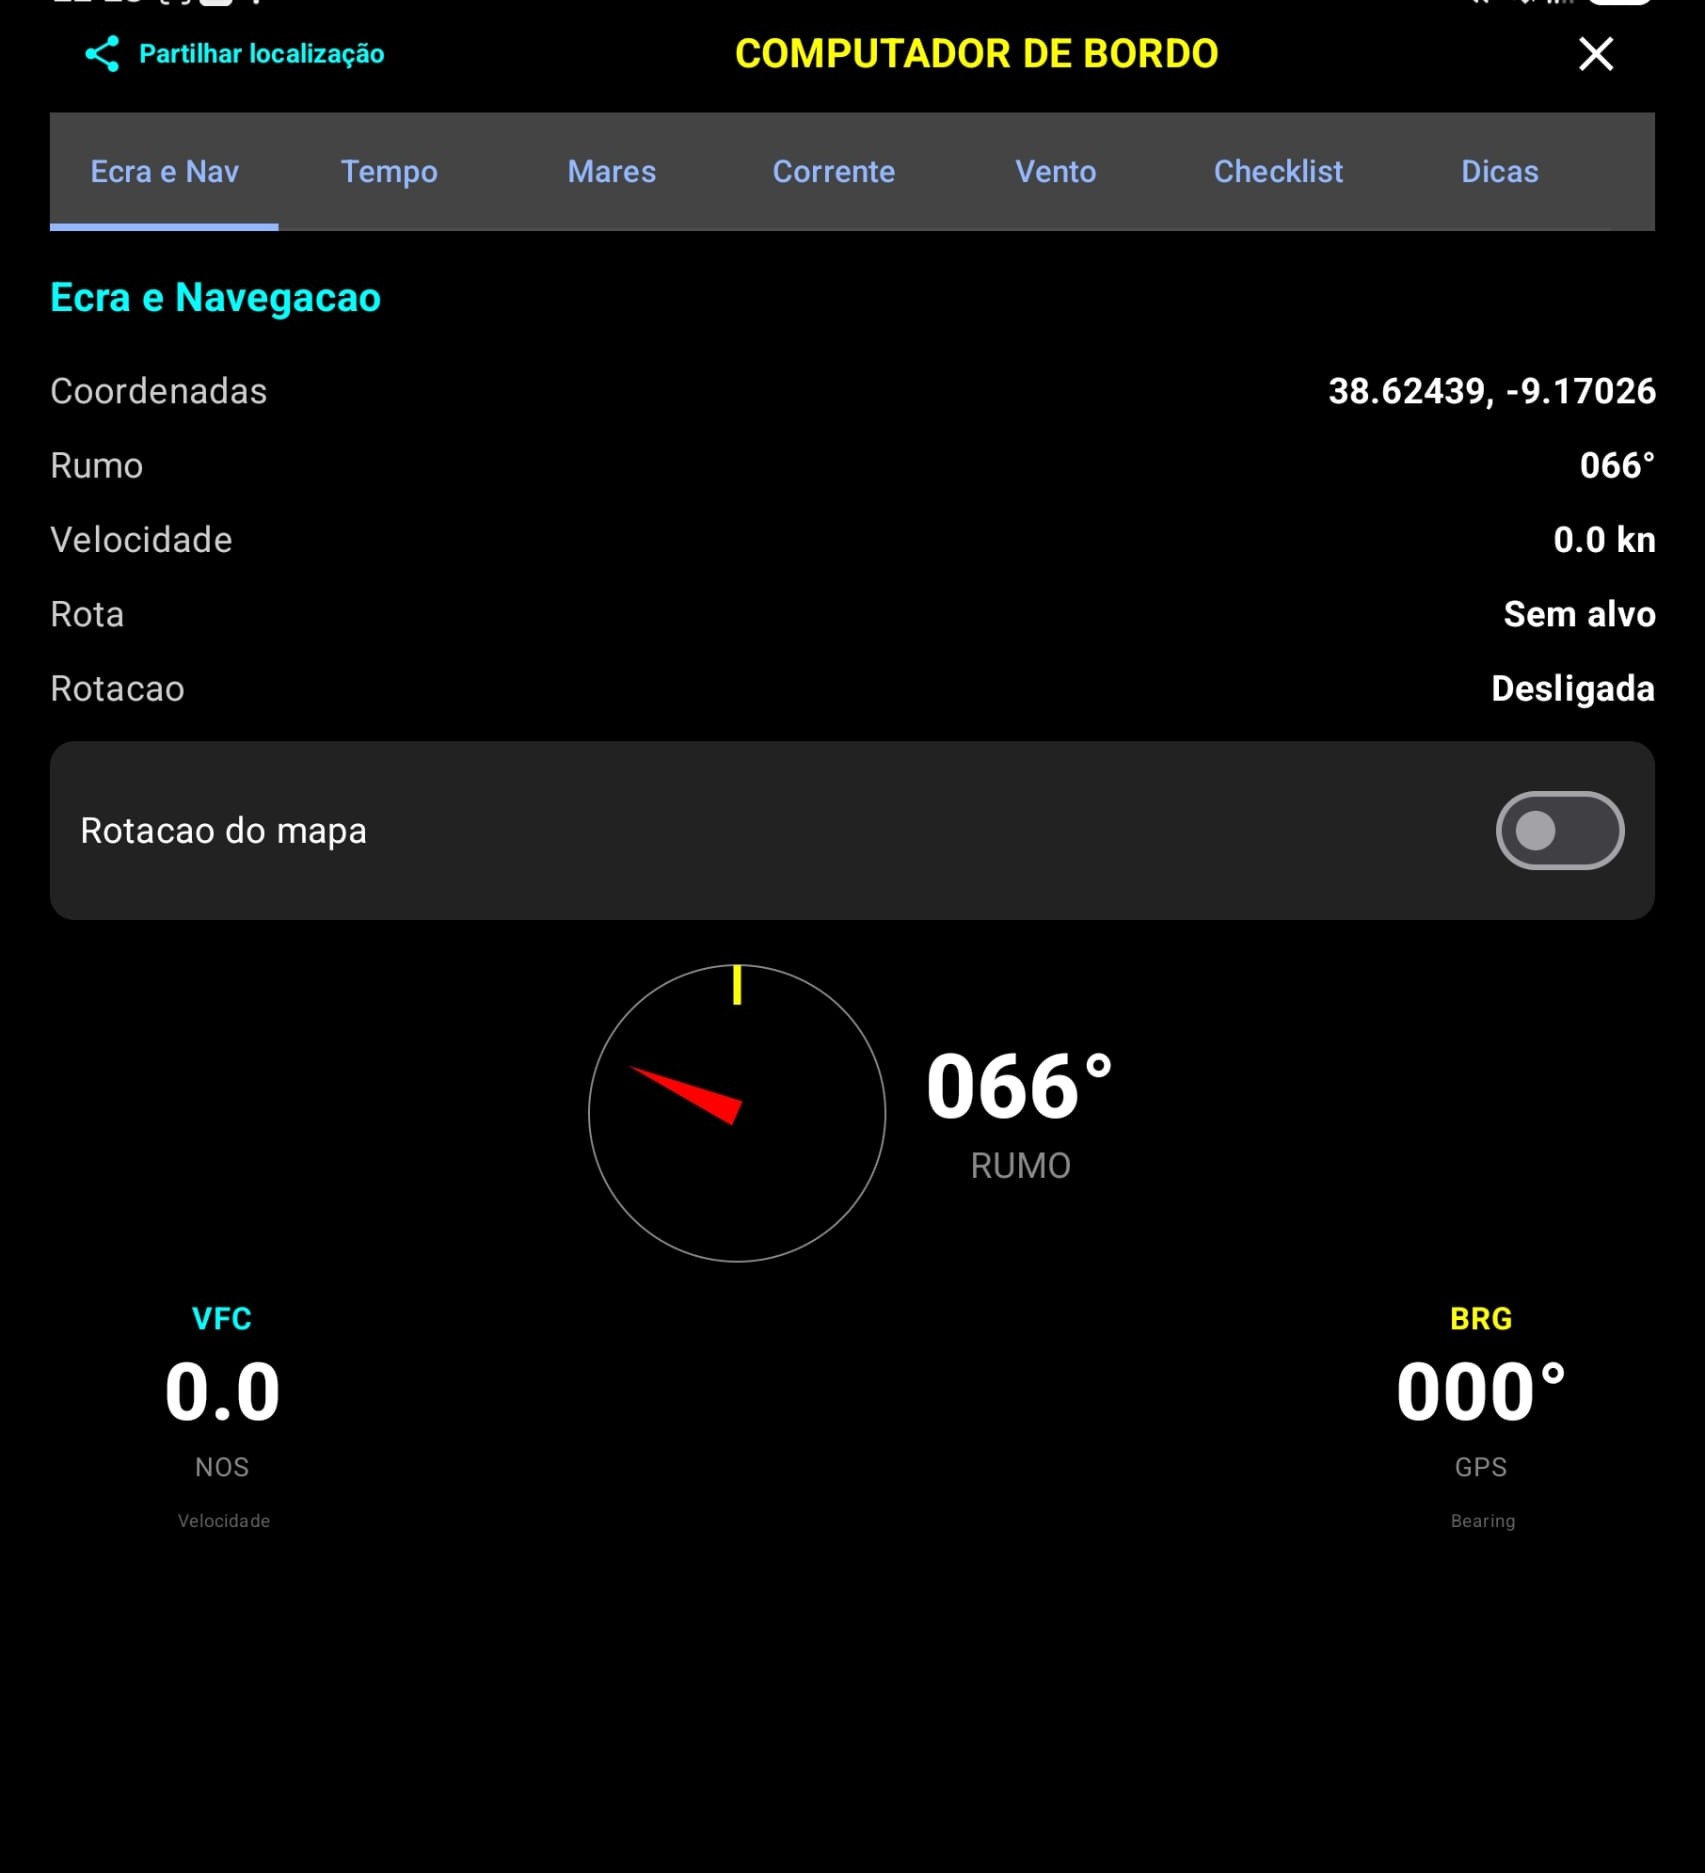 Partilhar localização
COMPUTADOR DE BORDO
Ecra e Nav
Tempo
Mares
Corrente
Vento
Checklist
Dicas
Ecra e Navegacao
Coordenadas
38.62439, -9.17026
Rumo
066°
Velocidade
0.0 kn
Rota
Sem alvo
Rotacao
Desligada
Rotacao do mapa
066°
RUMO
VFC
0.0
NOS
Velocidade
BRG
000°
GPS
Bearing